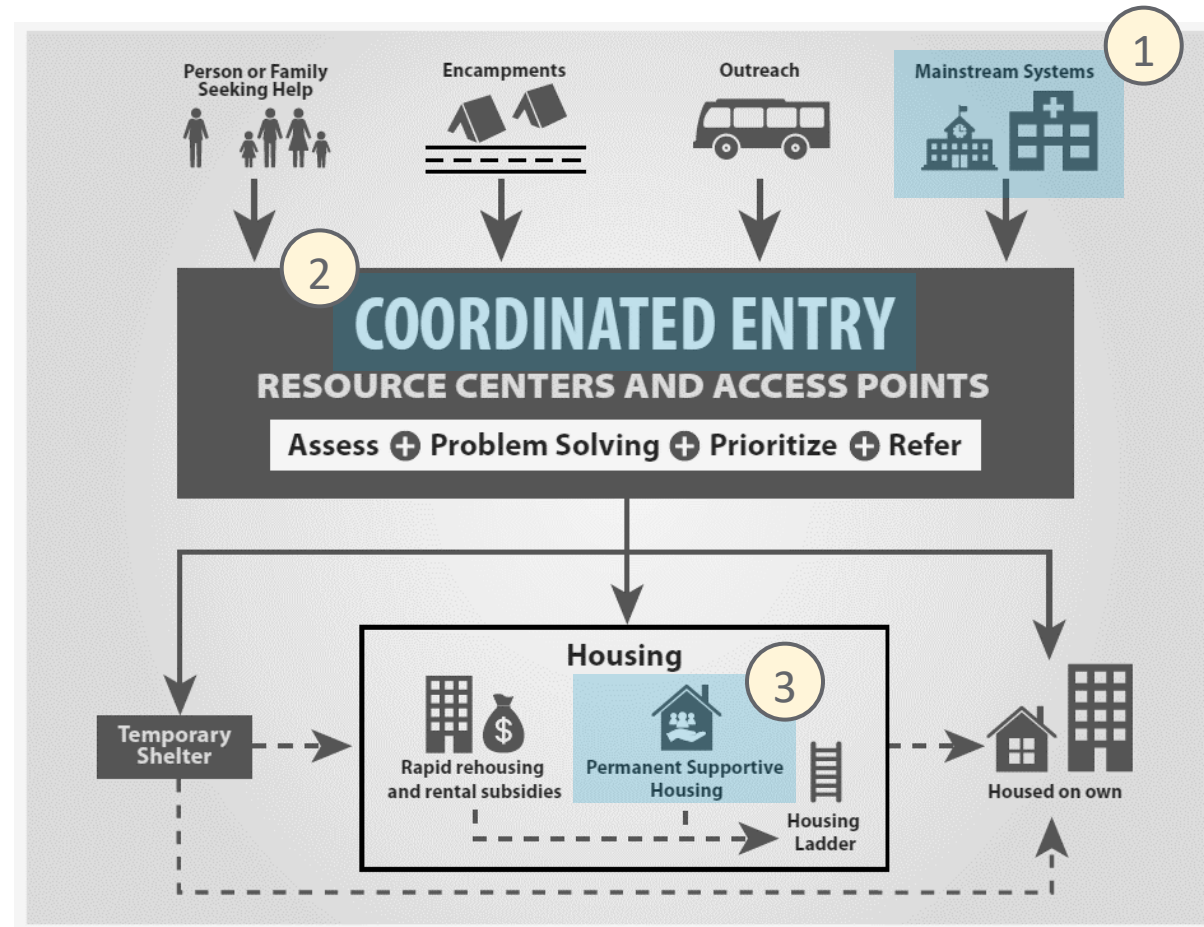 1
Person or Family
Seeking Help
Encampments
Outreach
Mainstream Systems
2
COORDINATED ENTRY
RESOURCE CENTERS AND ACCESS POINTS
Assess + Problem Solving + Prioritize + Refer
Housing
3
Temporary
Shelter
$
Rapid rehousing
and rental subsidies
Permanent Supportive
Housing
Housing
Ladder
Housed on own